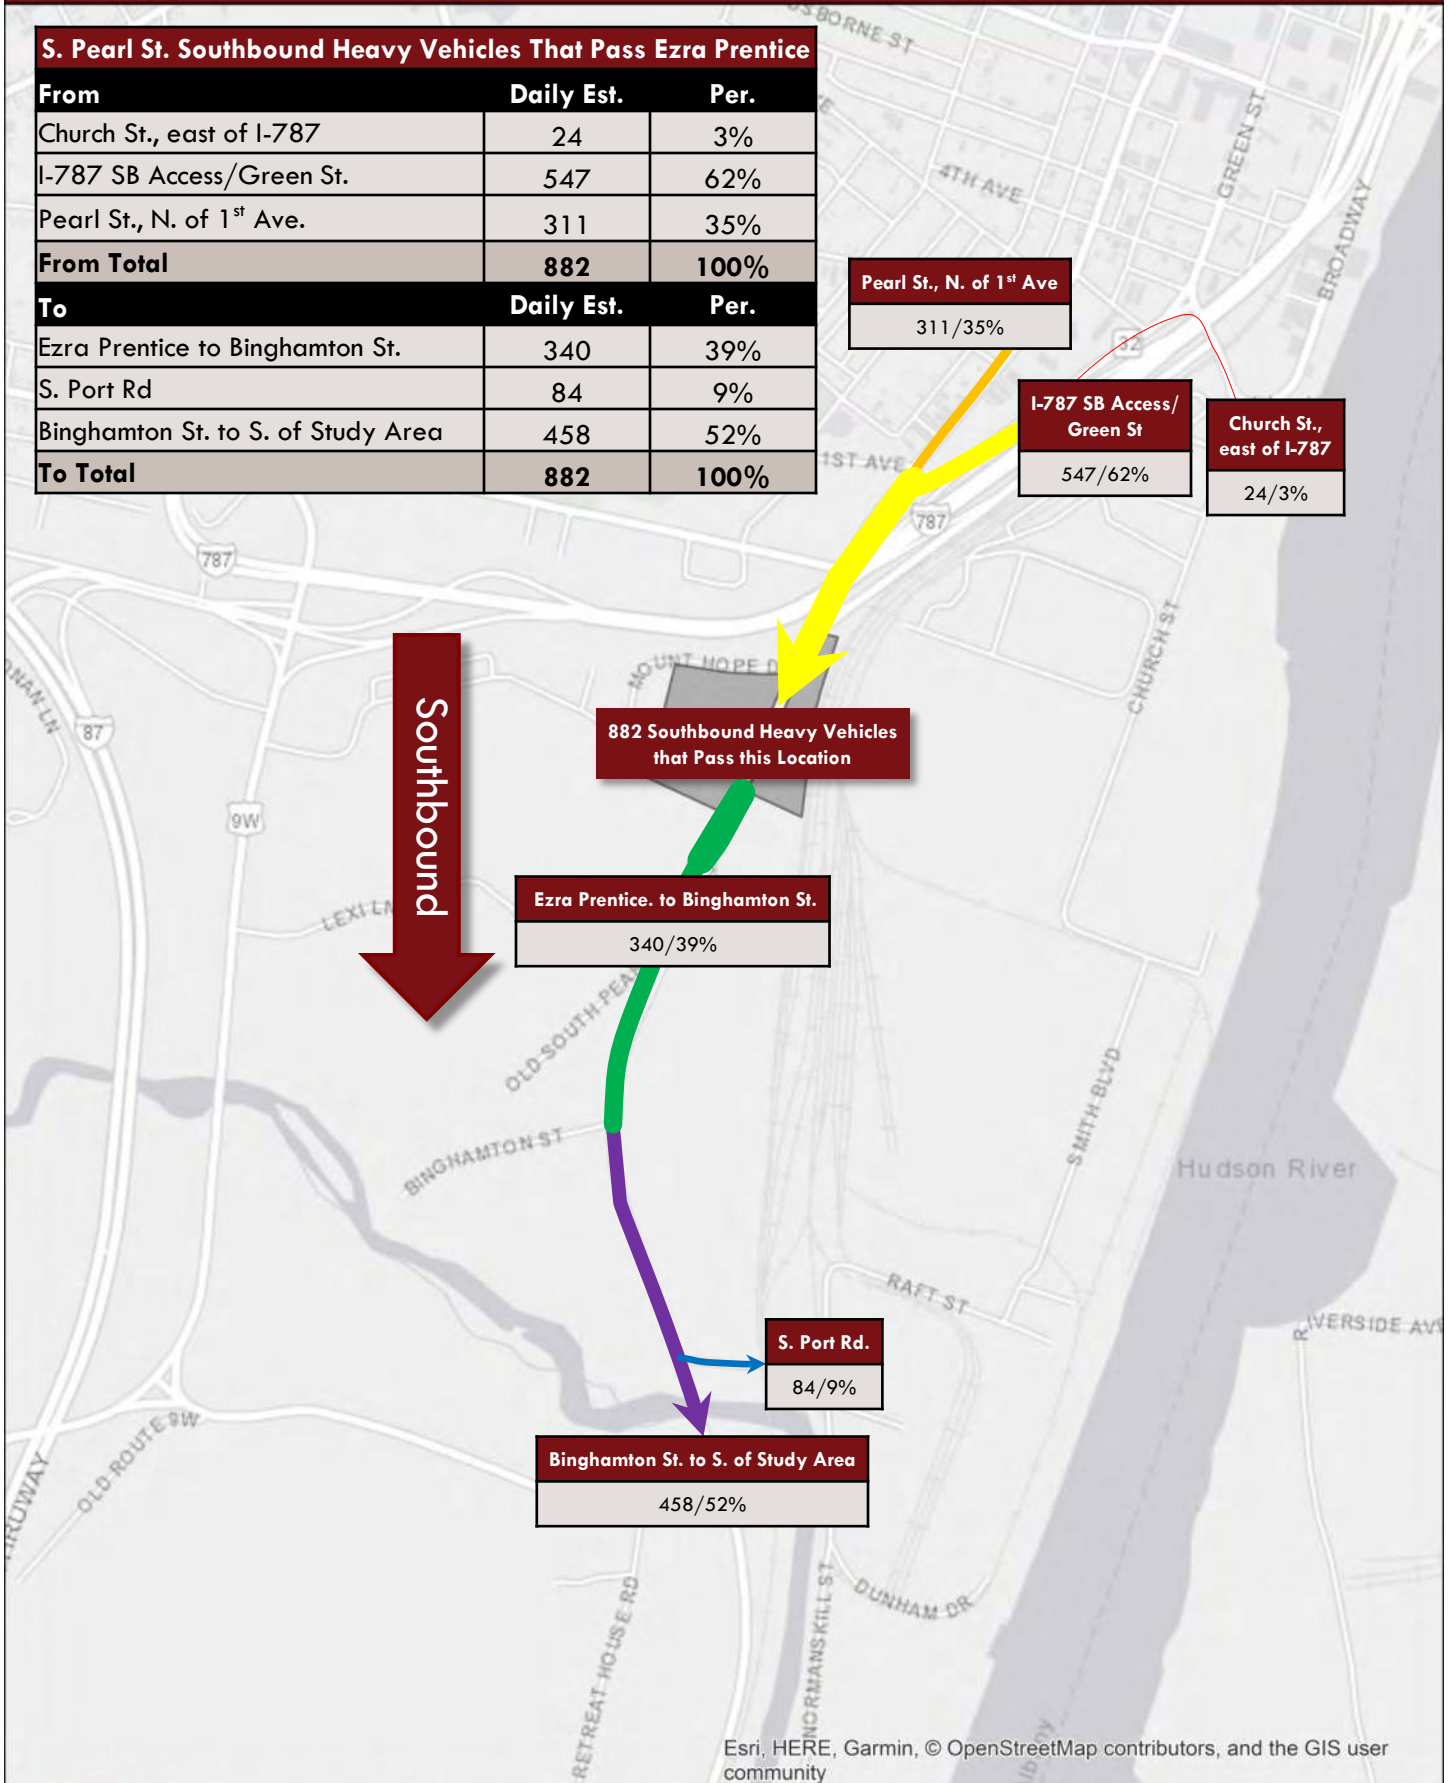 S. Pearl St. Southbound Heavy Vehicles That Pass Ezra Prentice
From Daily Est. Per.
Church St., east of I-787 24 3%
I-787 SB Access/Green St. 547 62%
Pearl St., N. of 1st Ave. 311 35%
From Total 882 100%
To Daily Est. Per.
Ezra Prentice to Binghamton St. 340 39%
S. Port Rd 84 9%
Binghamton St. to S. of Study Area 458 52%
To Total 882 100%
OSBORNE ST
4TH AVE
GREEN ST
BROADWAY
Pearl St., N. of 1st Ave
311/35%
32
I-787 SB Access/
Green St
547/62%
Church St.,
east of I-787
24/3%
1ST AVE
787
787
CHURCH ST
MOUNT HOPE D
87
9W
Southbound
882 Southbound Heavy Vehicles
that Pass this Location
LEXI LN
Ezra Prentice. to Binghamton St.
340/39%
OLD SOUTH PEA
BINGHAMTON ST
SMITH BLVD
Hudson River
RAFT ST
RIVERSIDE AVE
S. Port Rd.
84/9%
OLD ROUTE 9W
Binghamton St. to S. of Study Area
458/52%
DUNHAM DR
NORMANSKILL ST
RETREAT HOUSE RD
Esri, HERE, Garmin, © OpenStreetMap contributors, and the GIS user
community